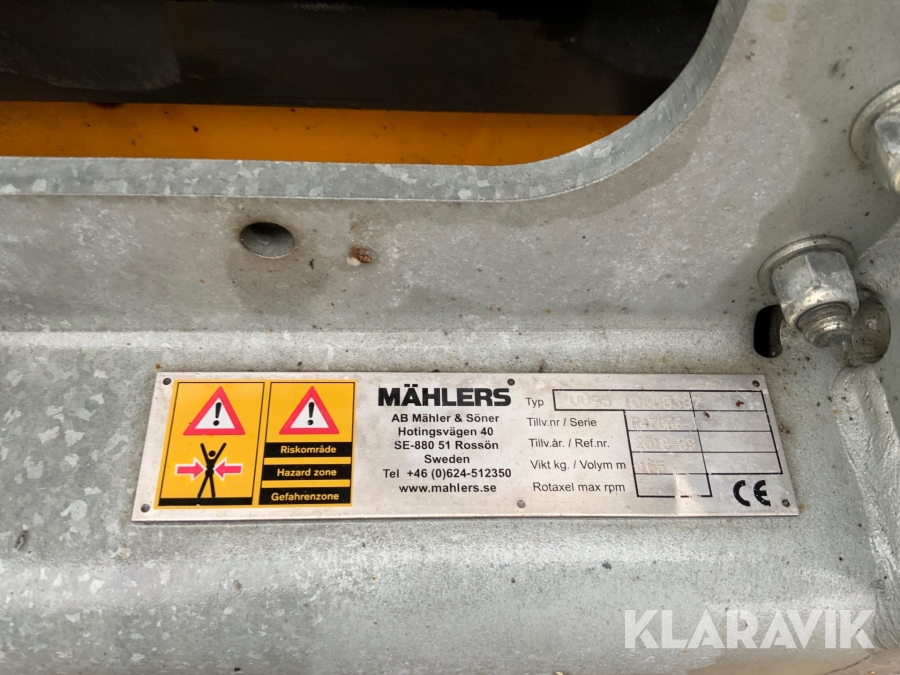 Riskområde
Hazard zone
Gefahrenzone
MÄHLERS
AB Mähler & Söner
Hotingsvägen 40
SE-880 51 Rossön
Sweden
Tel +46 (0)624-512350
www.mahlers.se
Typ
Tillv.nr / Serie
Tillv.år. / Ref.nr.
Vikt kg. / Volym m
Rotaxel max rpm
CE
KLARAVIK